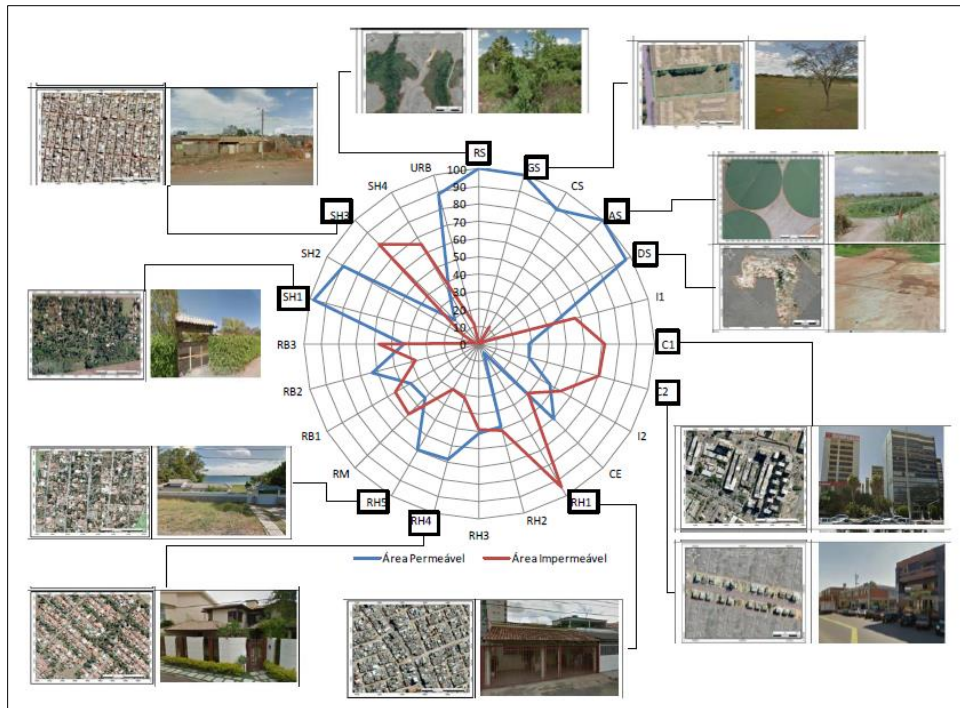 RS
GS
CS
AS
DS
I1
C1
C2
I2
CE
RH1
RH2
RH3
RH4
RH5
RM
RB1
RB2
RB3
SH1
SH2
SH3
SH4
URB
100
90
80
70
60
50
40
30
20
10
0
Área Permeável
Área Impermeável